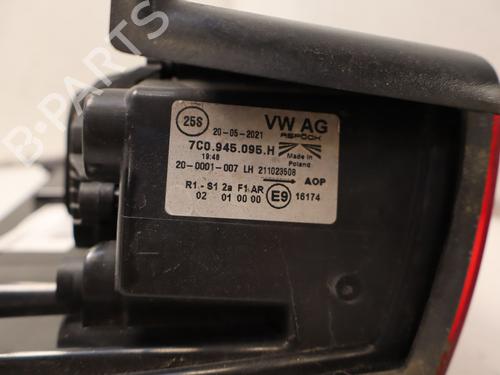 B-PARTS
25S
20-05-2021
VW AG
ASPÖCK
7C0.945.095.H
19:48
Made in
Poland
20-0001-007 LH 211023508
AOP
R1 - S1 2a F1 AR
02 01 00 00
E9 16174